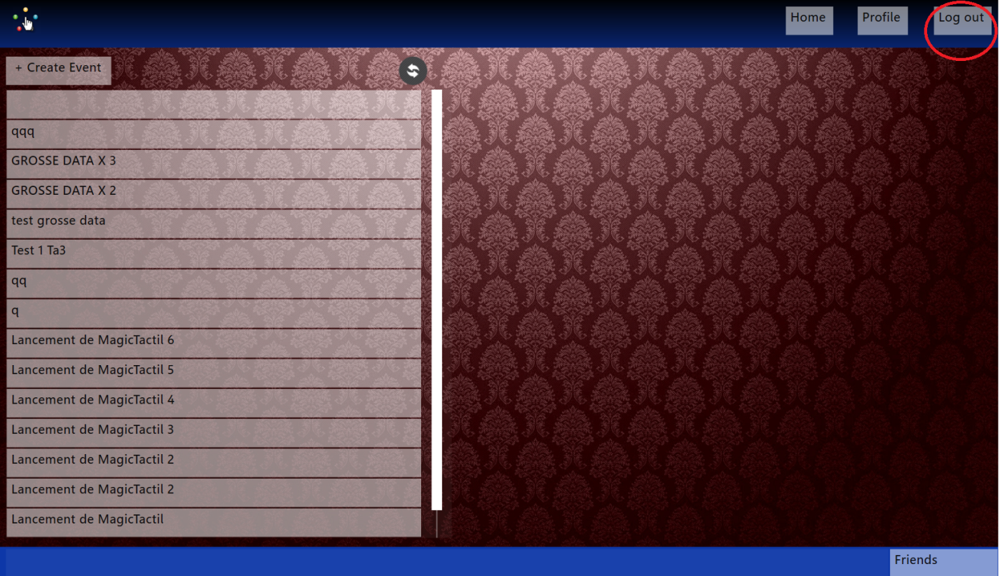 Home
Profile
Log out
+ Create Event
qqq
GROSSE DATA X 3
GROSSE DATA X 2
test grosse data
Test 1 Ta3
qq
q
Lancement de MagicTactil 6
Lancement de MagicTactil 5
Lancement de MagicTactil 4
Lancement de MagicTactil 3
Lancement de MagicTactil 2
Lancement de MagicTactil 2
Lancement de MagicTactil
Friends